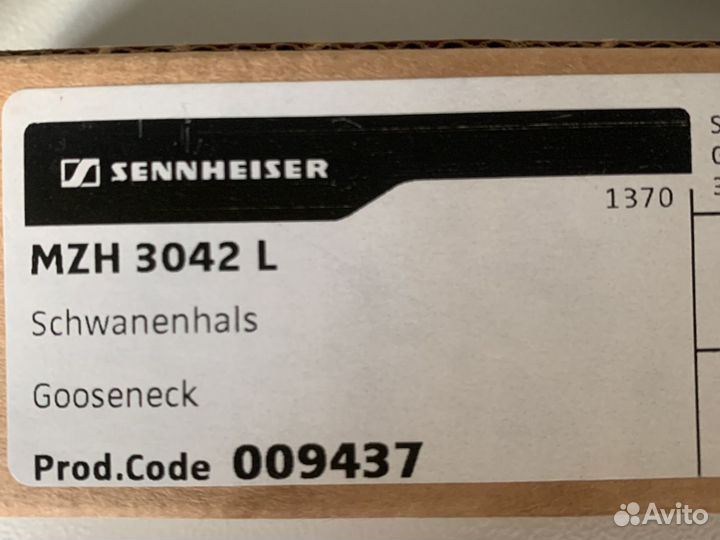 SENNHEISER
1370
MZH 3042 L
Schwanenhals
Gooseneck
Prod.Code 009437
Avito